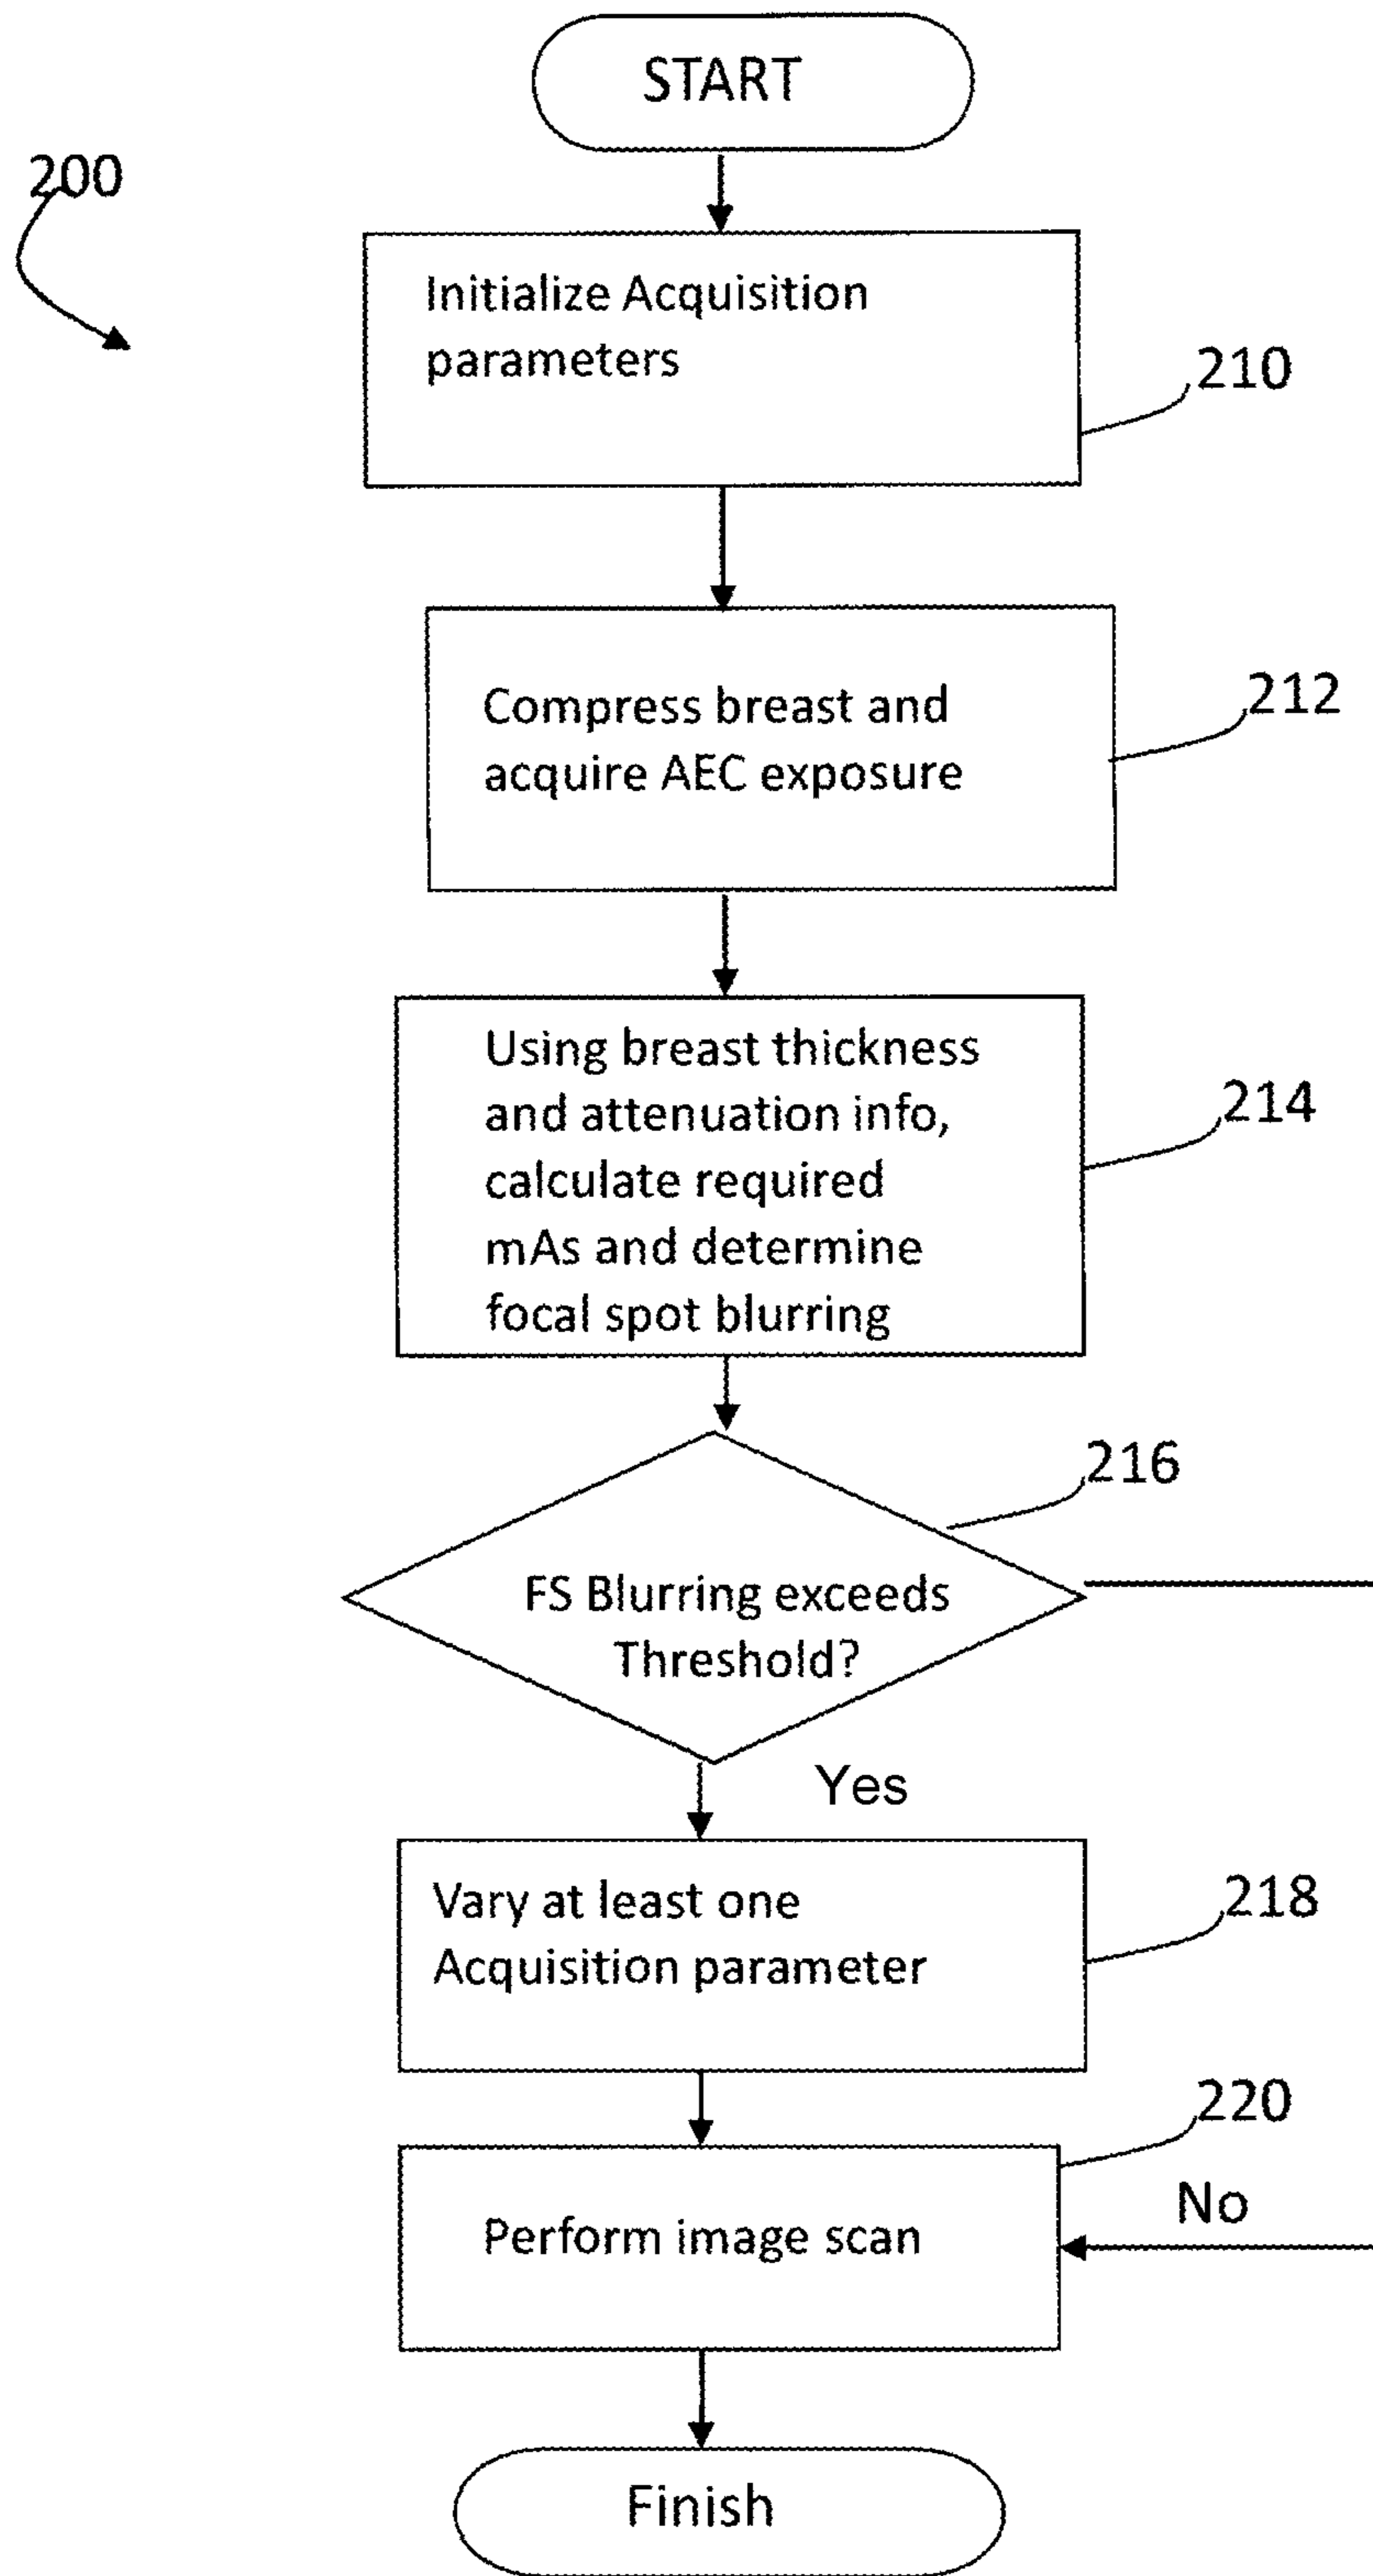 START
200
Initialize Acquisition
parameters
210
Compress breast and
acquire AEC exposure
212
Using breast thickness
and attenuation info,
calculate required
mAs and determine
focal spot blurring
214
216
FS Blurring exceeds
Threshold?
Yes
Vary at least one
Acquisition parameter
218
220
No
Perform image scan
Finish